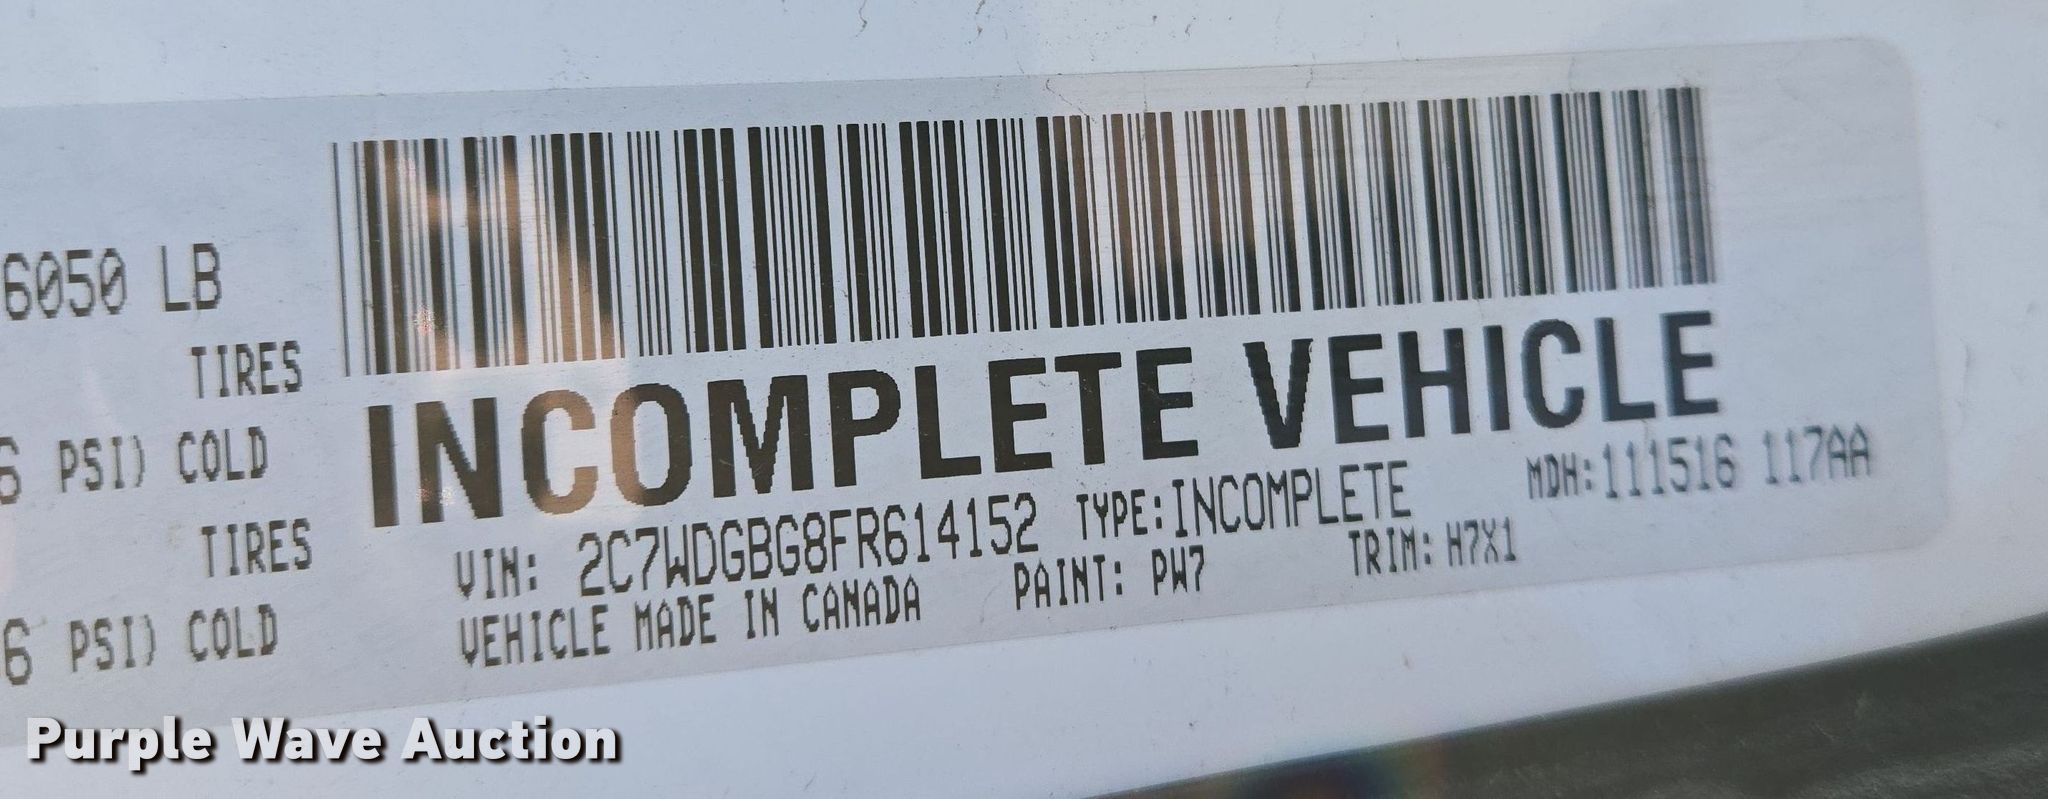 6050 LB
TIRES
6 PSI) COLD
TIRES
6 PSI) COLD
INCOMPLETE VEHICLE
MDH:111516 117AA
VIN: 2C7WDGBG8FR614152 TYPE:INCOMPLETE
VEHICLE MADE IN CANADA PAINT: PW7 TRIM: H7X1
Purple Wave Auction